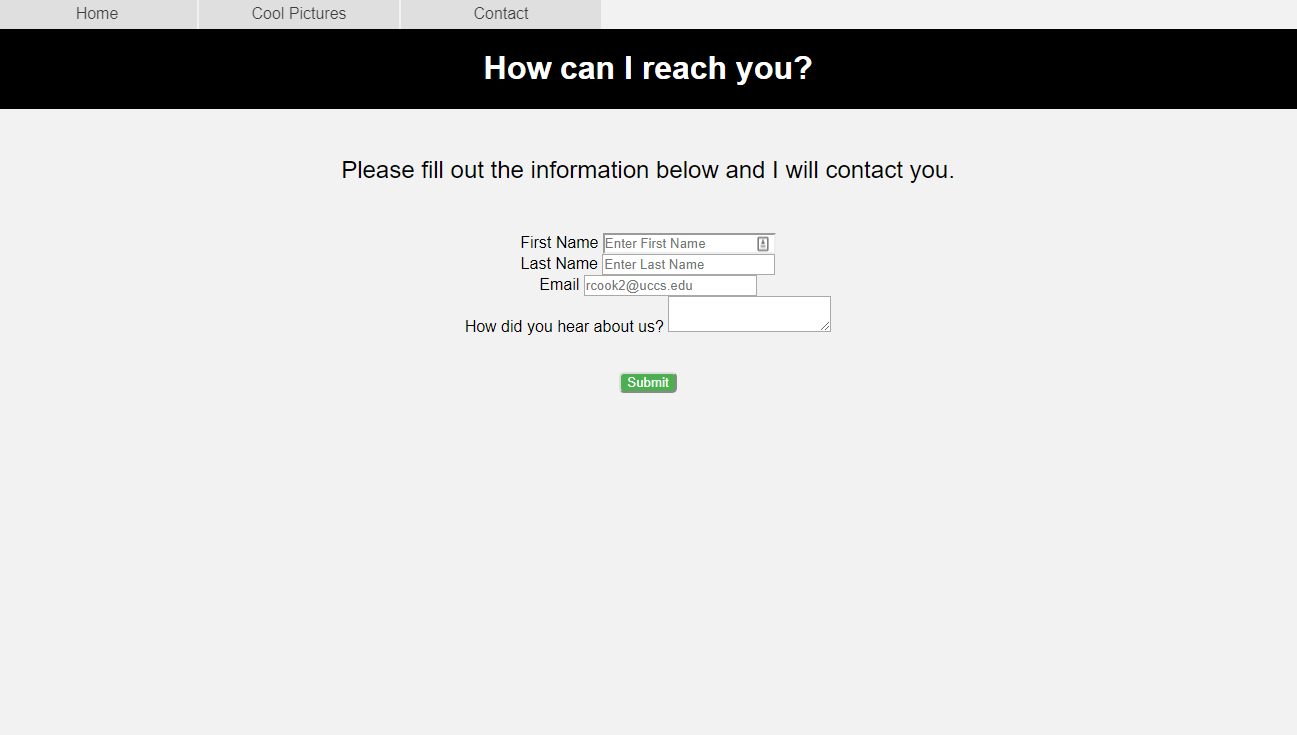 Home Cool Pictures Contact
How can I reach you?
Please fill out the information below and I will contact you.
First Name Enter First Name
Last Name Enter Last Name
Email rcook2@uccs.edu
How did you hear about us?
Submit